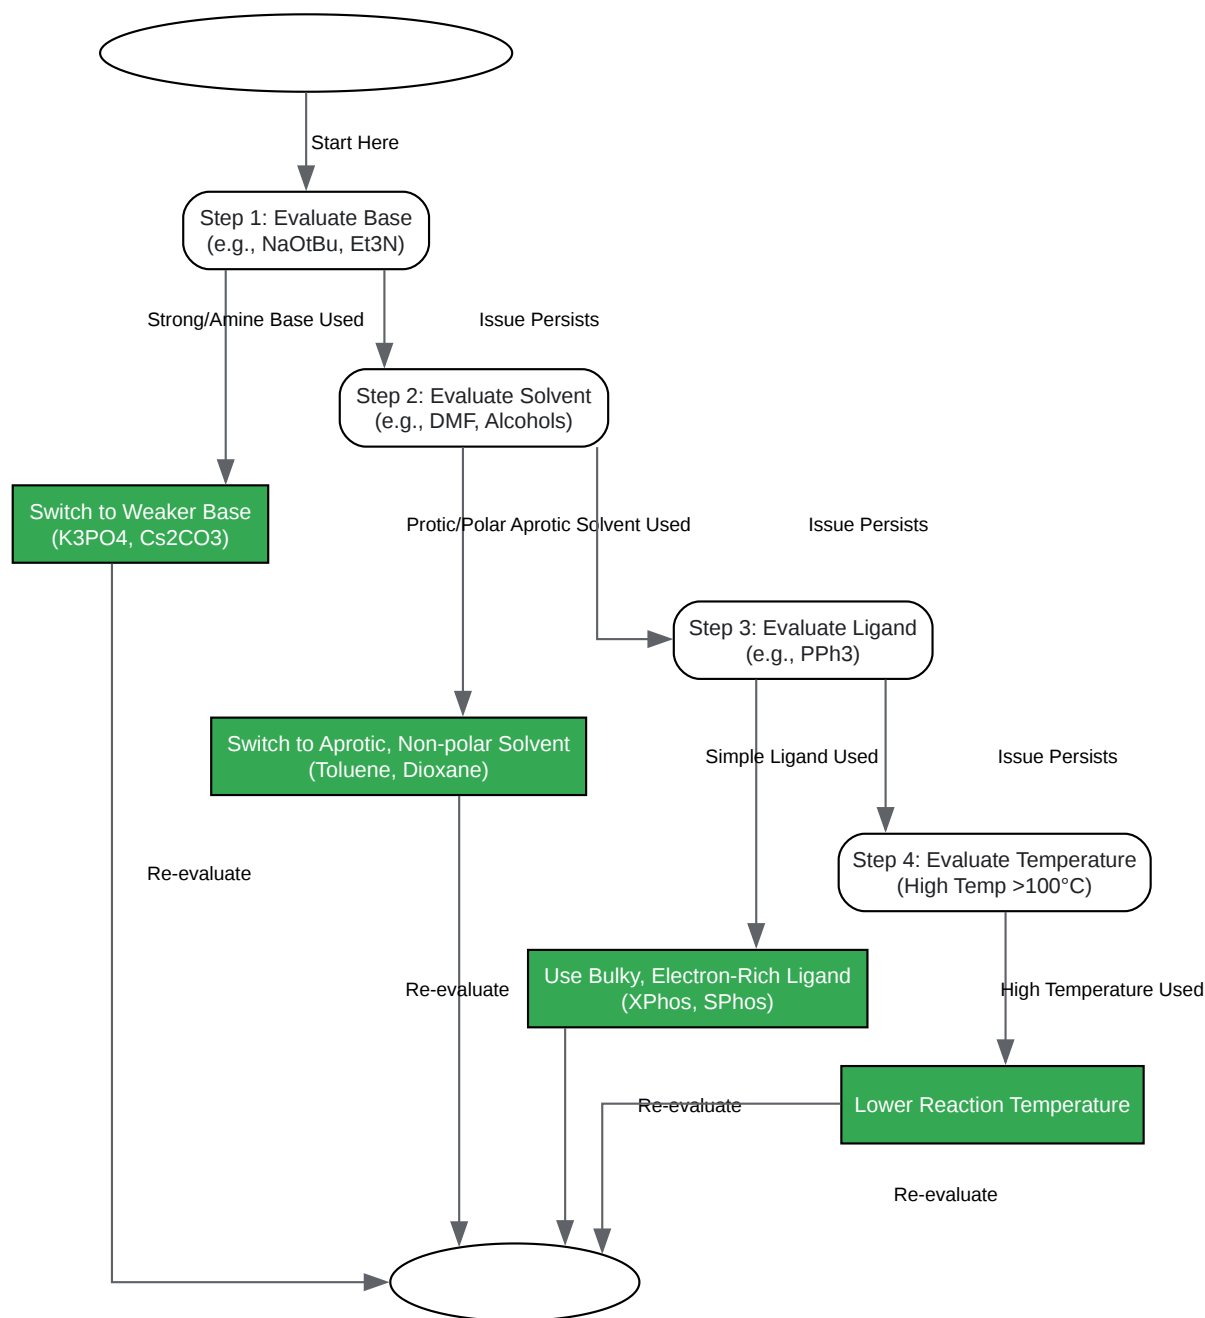 Start Here
Step 1: Evaluate Base
(e.g., NaOtBu, Et3N)
Strong/Amine Base Used
Issue Persists
Step 2: Evaluate Solvent
(e.g., DMF, Alcohols)
Switch to Weaker Base
(K3PO4, Cs2CO3)
Protic/Polar Aprotic Solvent Used
Issue Persists
Step 3: Evaluate Ligand
(e.g., PPh3)
Switch to Aprotic, Non-polar Solvent
(Toluene, Dioxane)
Simple Ligand Used
Issue Persists
Re-evaluate
Step 4: Evaluate Temperature
(High Temp >100°C)
Re-evaluate
Use Bulky, Electron-Rich Ligand
(XPhos, SPhos)
High Temperature Used
Re-evaluate
Lower Reaction Temperature
Re-evaluate